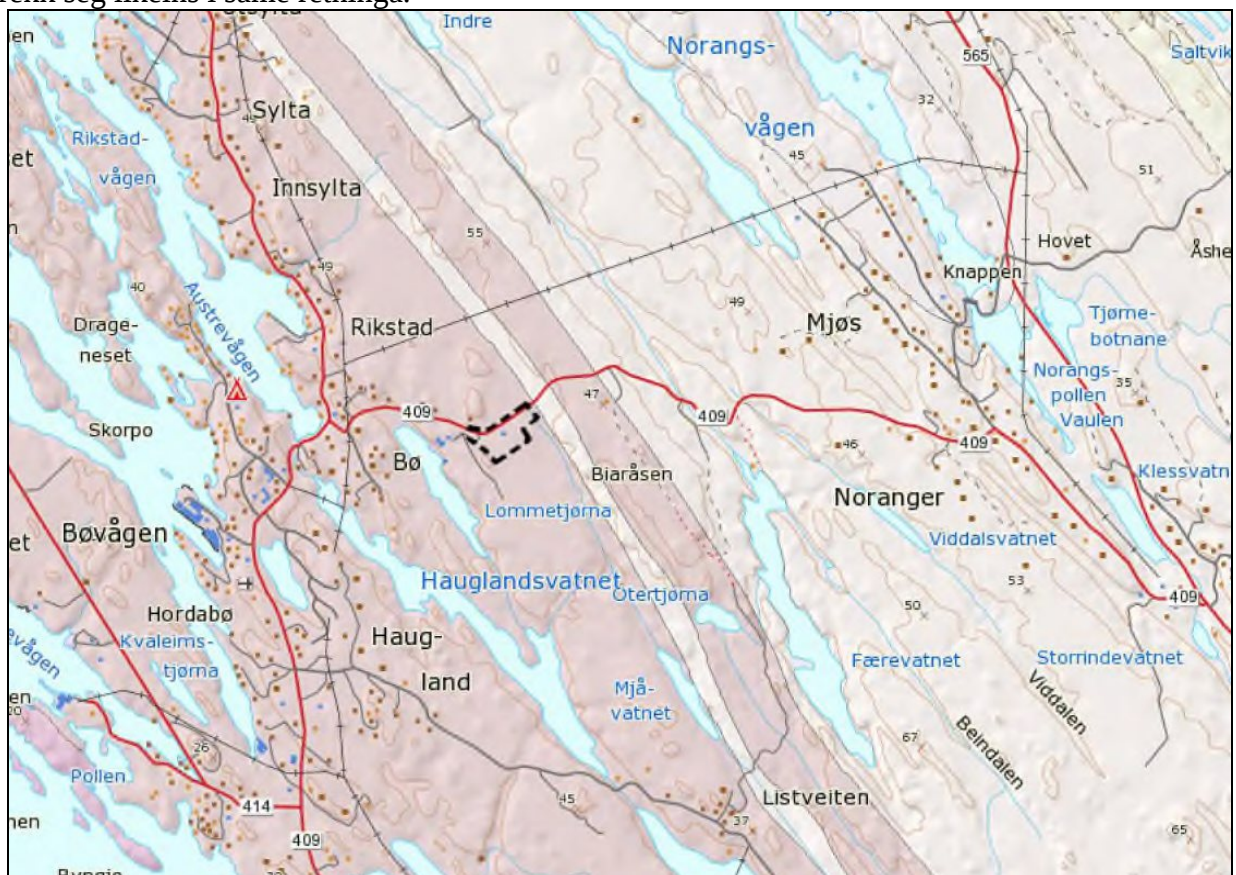 Indre
Norangs-
vågen
565
Saltvik
32
Sylta
Rikstad-
vågen
45
51
Innsylta
55
Hovet
Knappen
49
40
Austrevågen
Rikstad
49
Mjøs
Tjørne-
botnane
Drage-
neset
Norangs-
pollen
Vaulen
35
47
409
409
409
Skorpo
46
Bø
Bjaråsen
Klessvatn
Noranger
Lommetjørna
Bøvågen
Viddalsvatnet
Hauglandsvatnet
Otertjørna
53
50
409
Hordabø
Kvaleims-
tjørna
Haug-
land
Færevatnet
Storrindevatnet
Mjå-
vatnet
Viddalen
Beindalen
67
26
Pollen
414
45
Listveiten
37
409
65